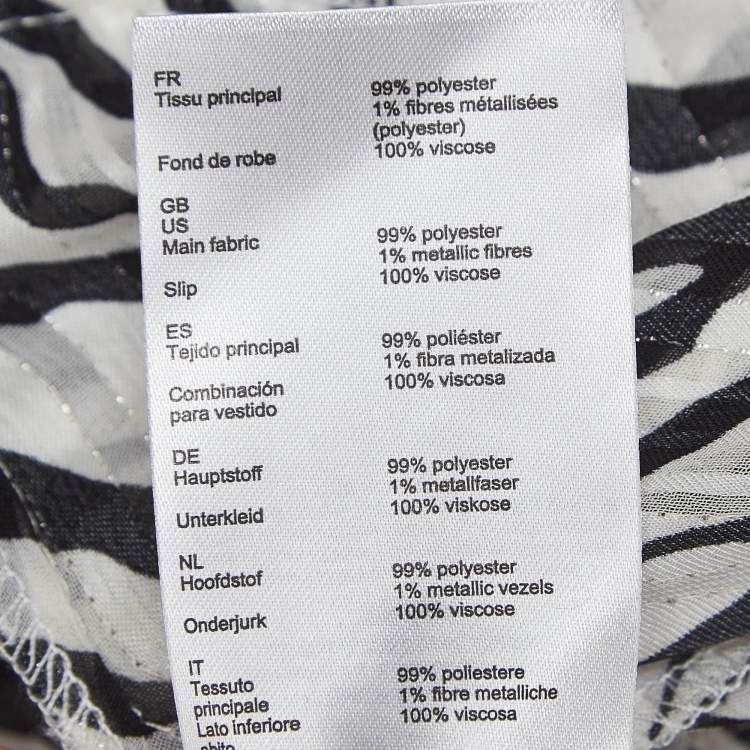 FR
Tissu principal 99% polyester
1% fibres métallisées
(polyester)
Fond de robe 100% viscose
GB
US
Main fabric 99% polyester
1% metallic fibres
Slip 100% viscose
ES
Tejido principal 99% poliéster
1% fibra metalizada
Combinación 100% viscosa
para vestido
DE
Hauptstoff 99% polyester
1% metallfaser
Unterkleid 100% viskose
NL
Hoofdstof 99% polyester
1% metallic vezels
Onderjurk 100% viscose
IT
Tessuto 99% poliestere
principale 1% fibre metalliche
Lato inferiore 100% viscosa
abito